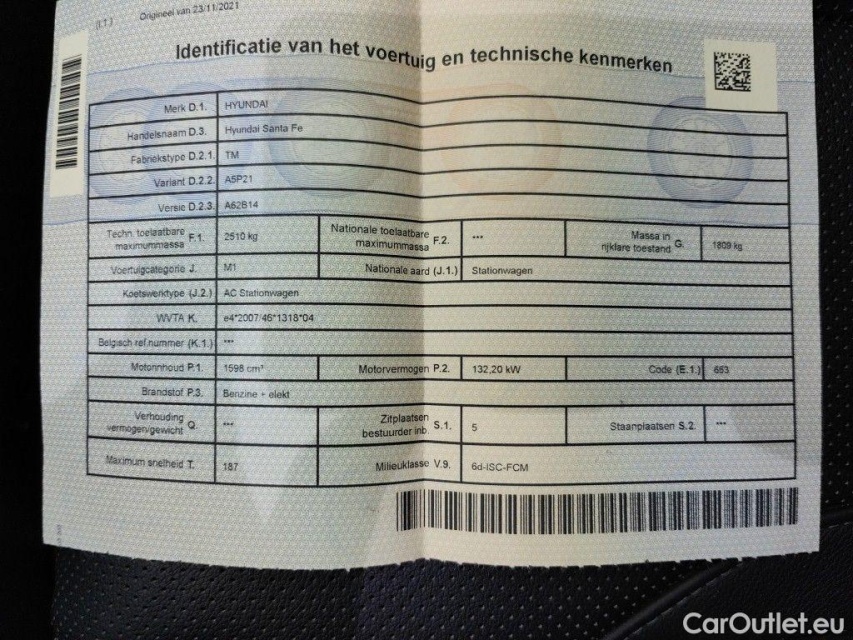 (I.1.) Origineel van 23/11/2021
Identificatie van het voertuig en technische kenmerken
Merk D.1. HYUNDAI
Handelsnaam D.3. Hyundai Santa Fe
Fabriekstype D.2.1. TM
Variant D.2.2. A5P21
Versie D.2.3. A62B14
Techn. toelaatbare maximummassa F.1. 2510 kg Nationale toelaatbare maximummassa F.2. *** Massa in rijklare toestand G. 1809 kg
Voertuigcategorie J. M1 Nationale aard (J.1.) Stationwagen
Koetswerktype (J.2.) AC Stationwagen
WVTA K. e4*2007/46*1318*04
Belgisch ref.nummer (K.1.) ***
Motorinhoud P.1. 1598 cm³ Motorvermogen P.2. 132,20 kW Code (E.1.) 653
Brandstof P.3. Benzine + elekt
Verhouding vermogen/gewicht Q. *** Zitplaatsen bestuurder inb. S.1. 5 Staanplaatsen S.2. ***
Maximum snelheid T. 187 Milieuklasse V.9. 6d-ISC-FCM
CarOutlet.eu